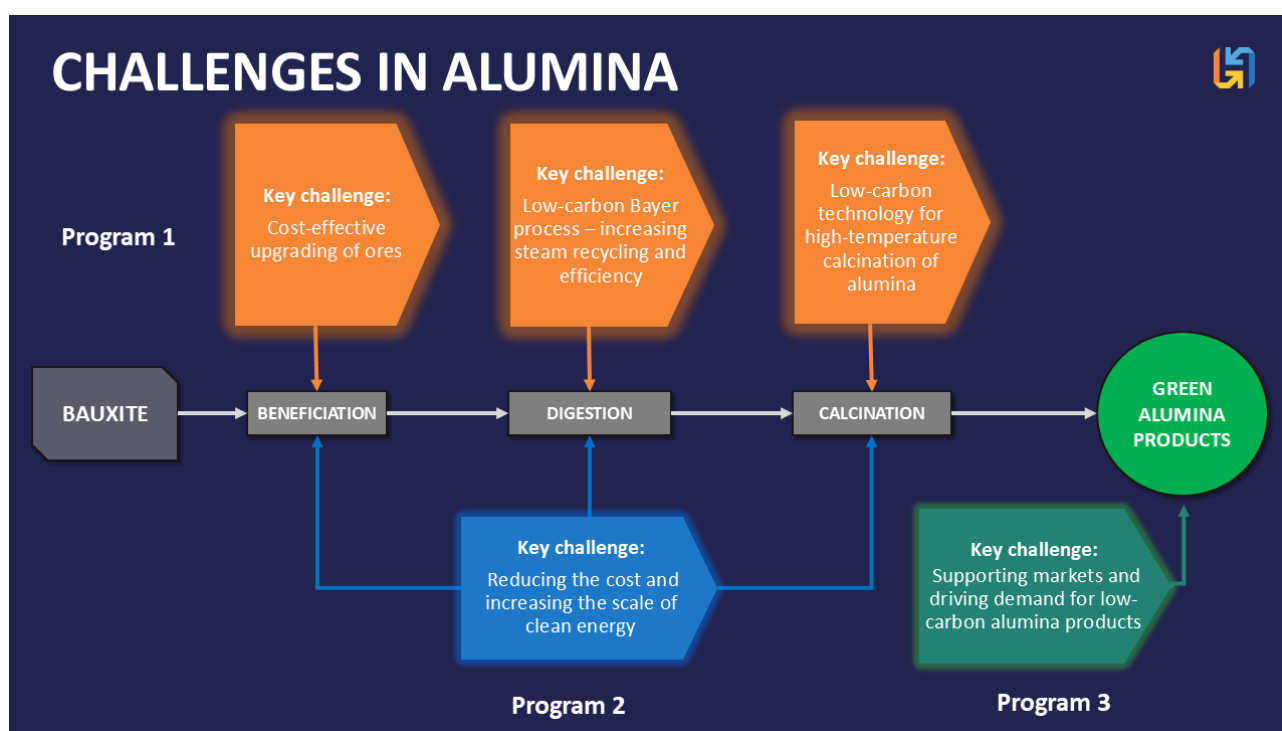 CHALLENGES IN ALUMINA
Program 1
Key challenge:
Cost-effective
upgrading of ores
Key challenge:
Low-carbon Bayer
process – increasing
steam recycling and
efficiency
Key challenge:
Low-carbon
technology for
high-temperature
calcination of
alumina
BAUXITE
BENEFICIATION
DIGESTION
CALCINATION
GREEN
ALUMINA
PRODUCTS
Key challenge:
Reducing the cost and
increasing the scale of
clean energy
Program 2
Key challenge:
Supporting markets and
driving demand for low-
carbon alumina products
Program 3